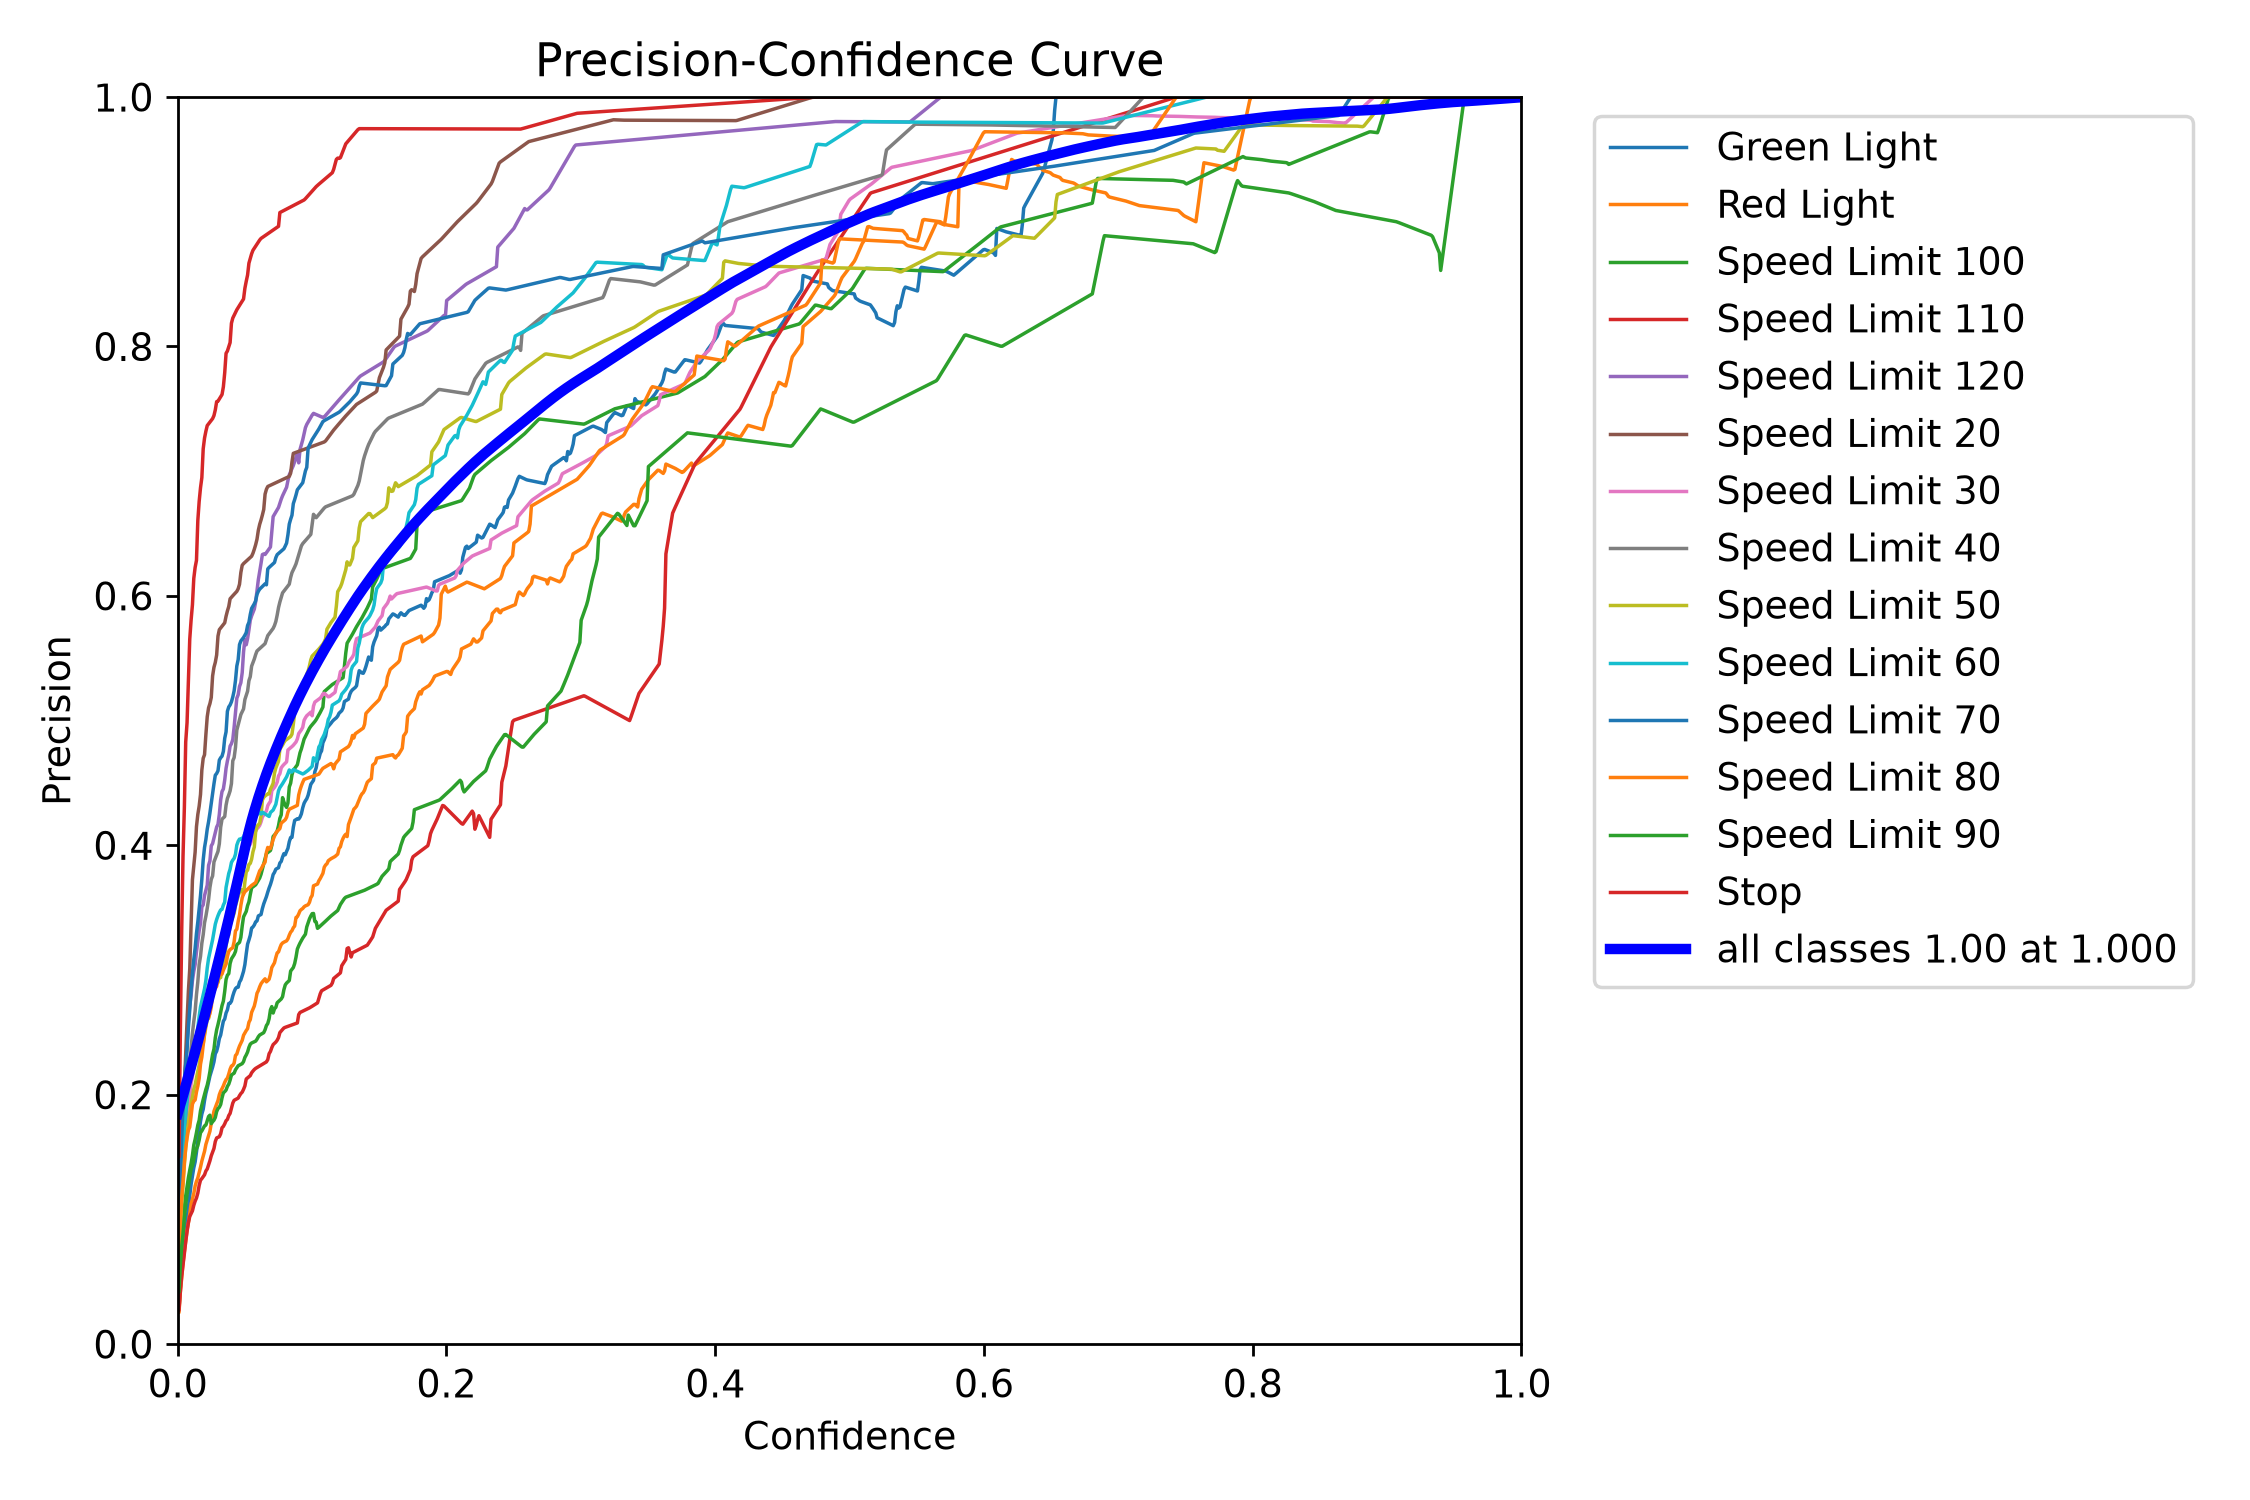 Precision-Confidence Curve
1.0
0.8
0.6
0.4
0.2
0.0
Precision
0.0 0.2 0.4 0.6 0.8 1.0
Confidence
Green Light
Red Light
Speed Limit 100
Speed Limit 110
Speed Limit 120
Speed Limit 20
Speed Limit 30
Speed Limit 40
Speed Limit 50
Speed Limit 60
Speed Limit 70
Speed Limit 80
Speed Limit 90
Stop
all classes 1.00 at 1.000